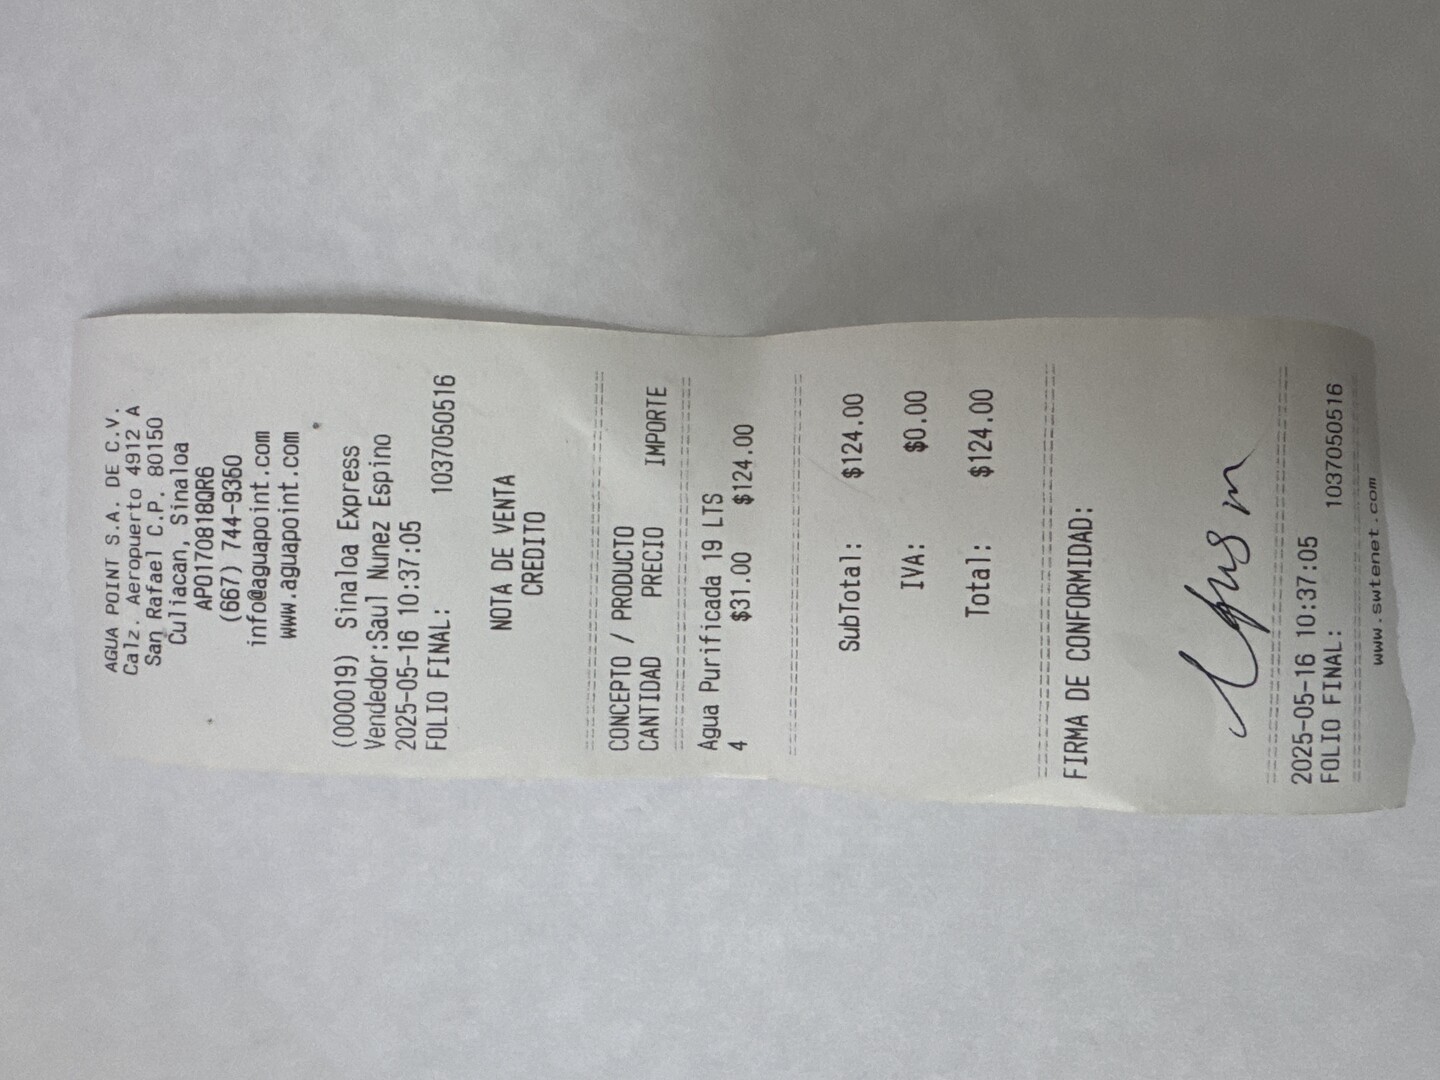 AGUA POINT S.A. DE C.V.
Calz. Aeropuerto 4912 A
San Rafael C.P. 80150
Culiacan, Sinaloa
APO170818QR6
(667) 744-9360
info@aguapoint.com
www.aguapoint.com
(000019) Sinaloa Express
Vendedor:Saul Nunez Espino
2025-05-16 10:37:05
FOLIO FINAL: 1037050516
NOTA DE VENTA
CREDITO
==============================
CONCEPTO / PRODUCTO
CANTIDAD PRECIO IMPORTE
==============================
Agua Purificada 19 LTS
4 $31.00 $124.00
==============================
SubTotal: $124.00
IVA: $0.00
Total: $124.00
==============================
FIRMA DE CONFORMIDAD:
==============================
2025-05-16 10:37:05
FOLIO FINAL: 1037050516
==============================
www.swtenet.com